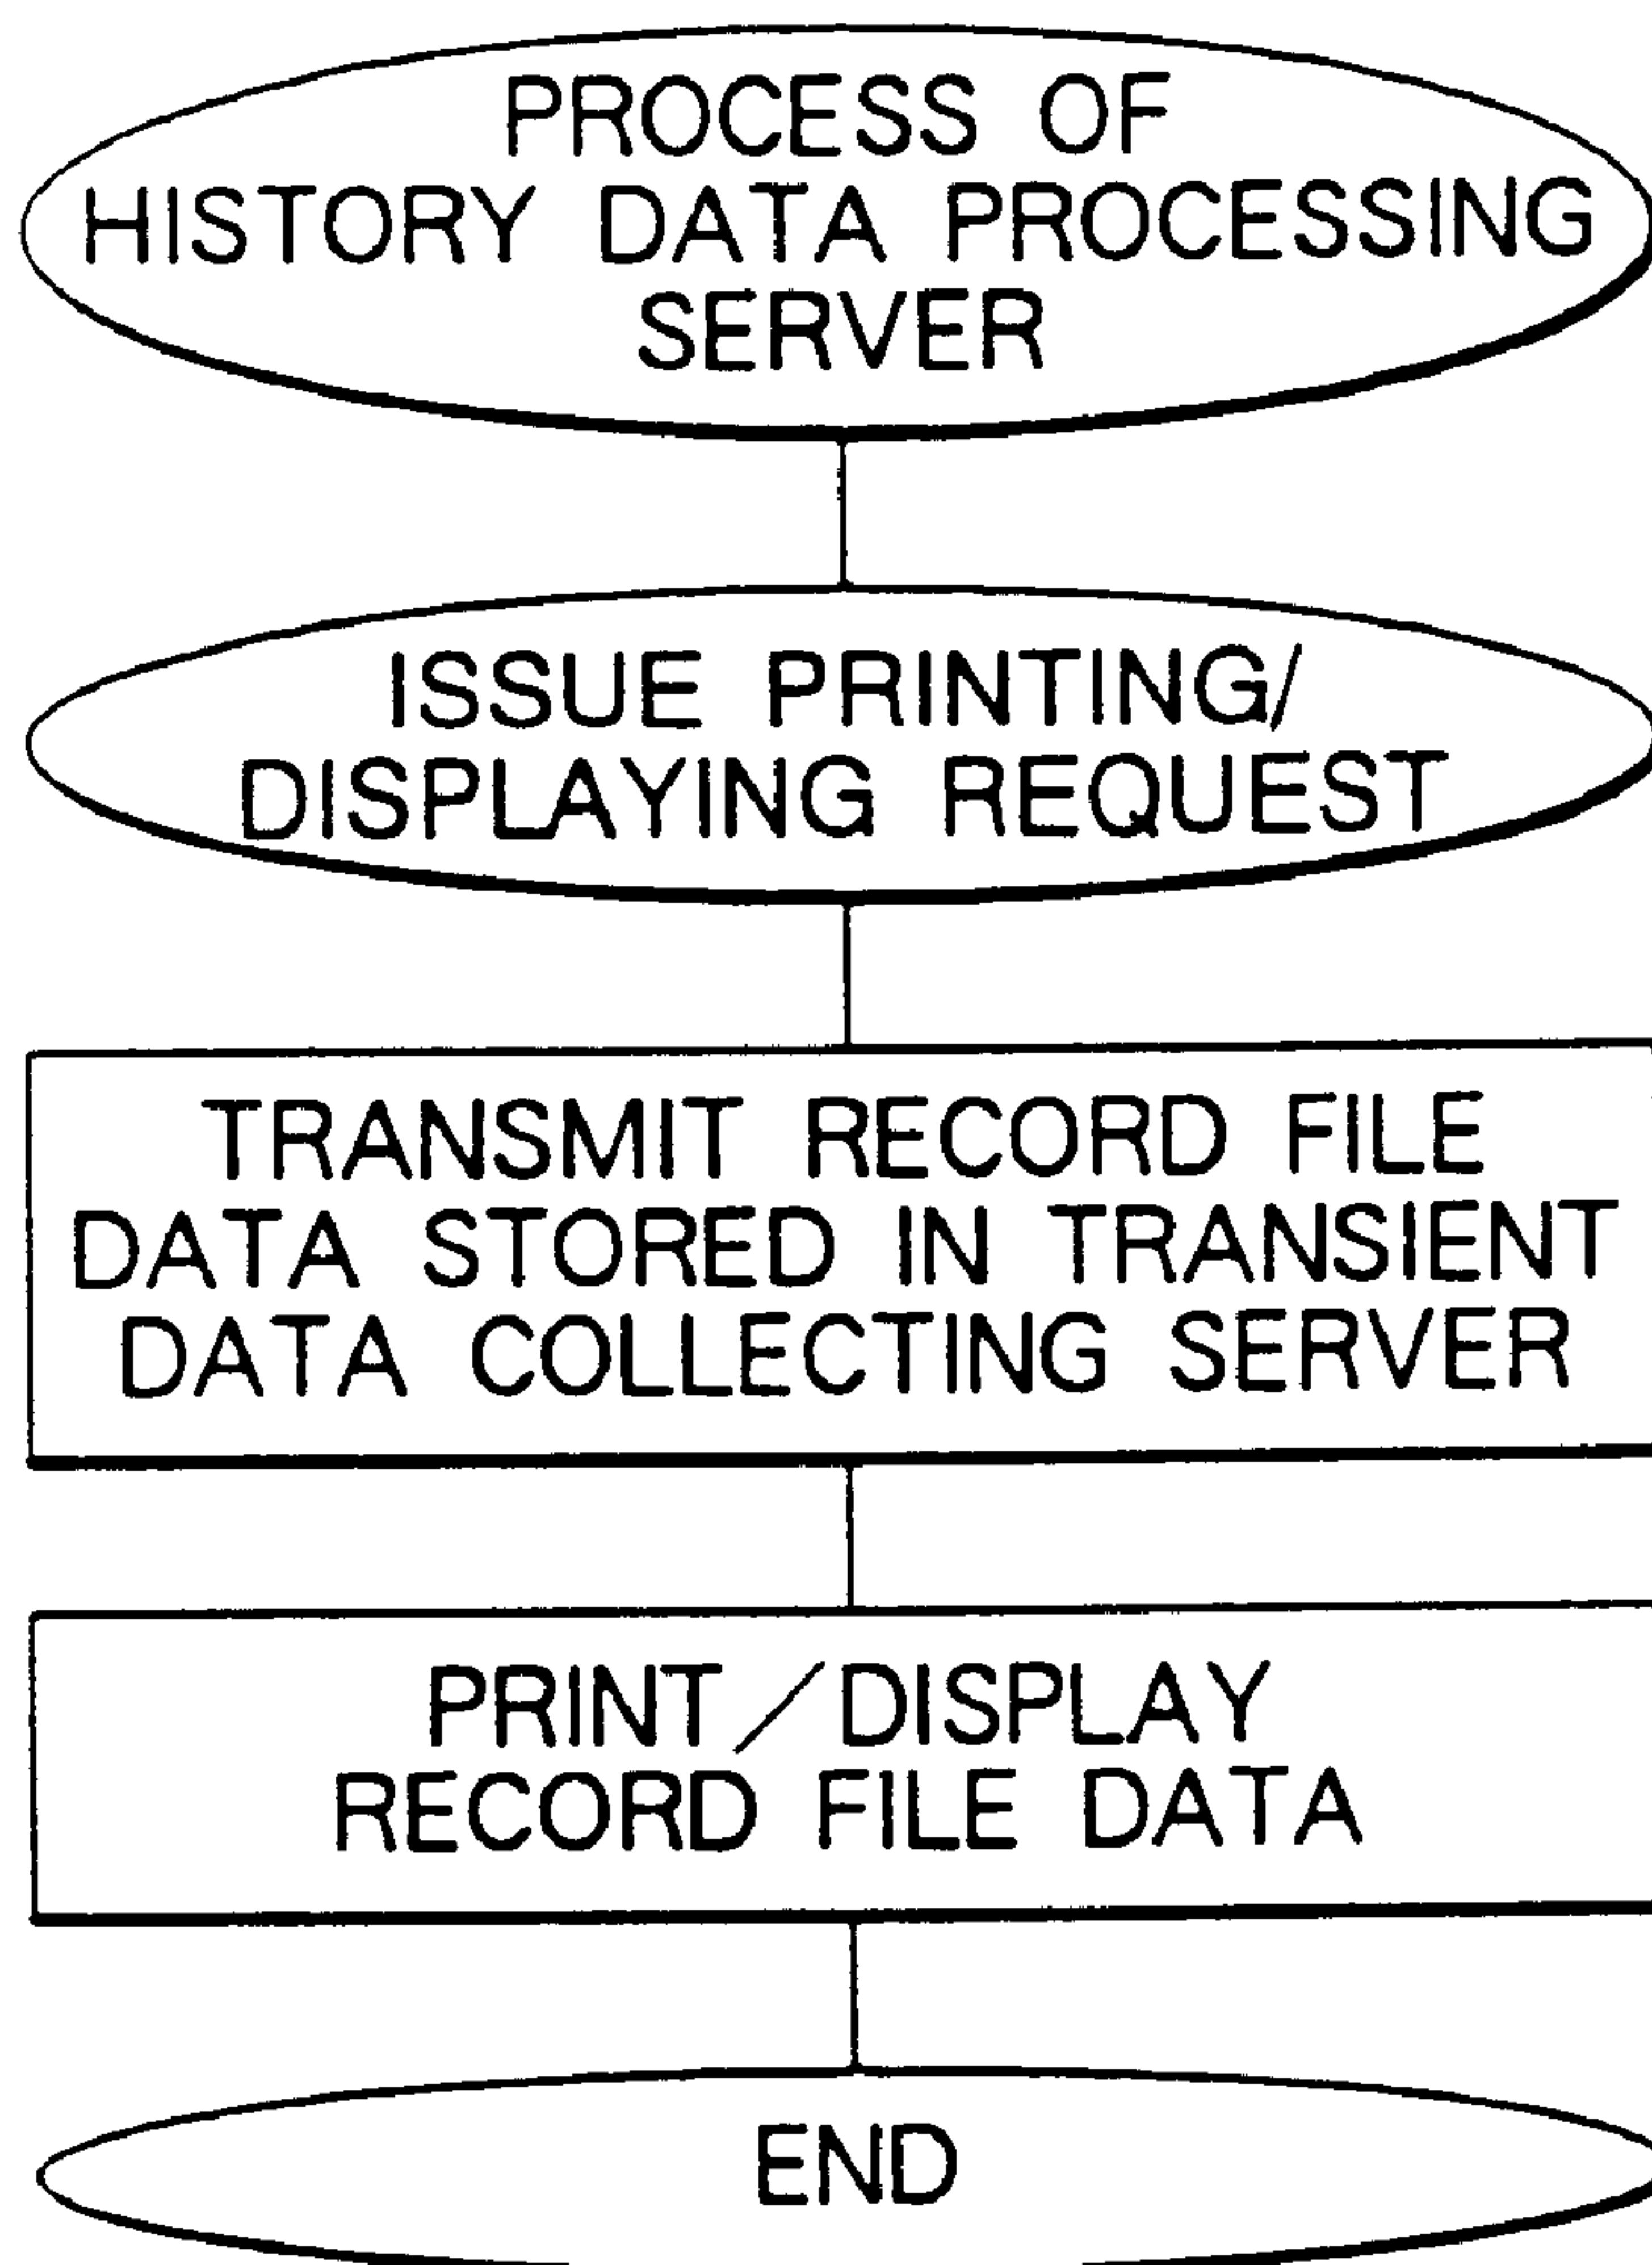 PROCESS OF
HISTORY DATA PROCESSING
SERVER
ISSUE PRINTING/
DISPLAYING REQUEST
TRANSMIT RECORD FILE
DATA STORED IN TRANSIENT
DATA COLLECTING SERVER
PRINT/DISPLAY
RECORD FILE DATA
END